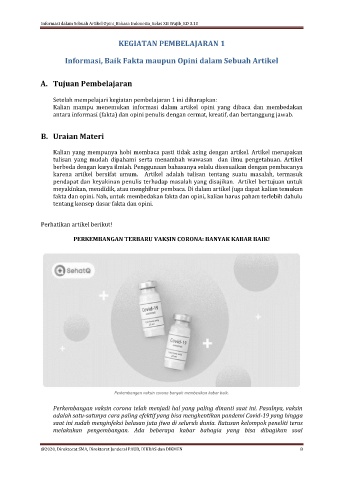 Informasi dalam Sebuah Artikel Opini_Bahasa Indonesia_Kelas XII Wajib_KD 3.10
KEGIATAN PEMBELAJARAN 1
Informasi, Baik Fakta maupun Opini dalam Sebuah Artikel
A. Tujuan Pembelajaran
Setelah mempelajari kegiatan pembelajaran 1 ini diharapkan:
Kalian mampu menemukan informasi dalam artikel opini yang dibaca dan membedakan
antara informasi (fakta) dan opini penulis dengan cermat, kreatif, dan bertanggung jawab.
B. Uraian Materi
Kalian yang mempunyai hobi membaca pasti tidak asing dengan artikel. Artikel merupakan
tulisan yang mudah dipahami serta menambah wawasan dan ilmu pengetahuan. Artikel
berbeda dengan karya ilmiah. Penggunaan bahasanya selalu disesuaikan dengan pembacanya
karena artikel bersifat umum. Artikel adalah tulisan tentang suatu masalah, termasuk
pendapat dan keyakinan penulis terhadap masalah yang disajikan. Artikel bertujuan untuk
meyakinkan, mendidik, atau menghibur pembaca. Di dalam artikel juga dapat kalian temukan
fakta dan opini. Nah, untuk membedakan fakta dan opini, kalian harus paham terlebih dahulu
tentang konsep dasar fakta dan opini.
Perhatikan artikel berikut!
PERKEMBANGAN TERBARU VAKSIN CORONA: BANYAK KABAR BAIK!
SehatQ
Covid-19
Covid-19
Perkembangan vaksin corona banyak memberikan kabar baik.
Perkembangan vaksin corona telah menjadi hal yang paling dinanti saat ini. Pasalnya, vaksin
adalah satu-satunya cara paling efektif yang bisa menghentikan pandemi Covid-19 yang hingga
saat ini sudah menginfeksi belasan juta jiwa di seluruh dunia. Ratusan kelompok peneliti terus
melakukan pengembangan. Ada beberapa kabar bahagia yang bisa dibagikan soal
@2020, Direktorat SMA, Direktorat Jenderal PAUD, DIKDAS dan DIKMEN 8